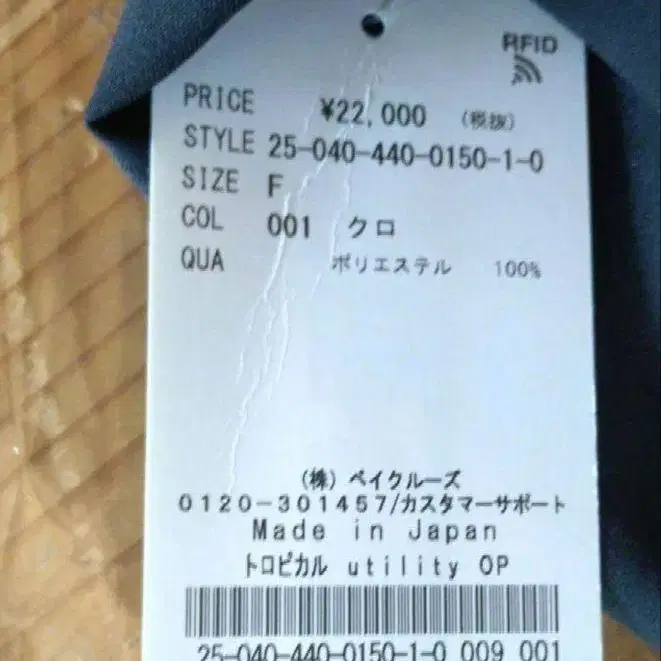 RFID
PRICE ¥22,000 (税抜)
STYLE 25-040-440-0150-1-0
SIZE F
COL 001 クロ
QUA ポリエステル 100%
(株) ベイクルーズ
0120-301457/カスタマーサポート
Made in Japan
トロピカル utility OP
25-040-440-0150-1-0 009 001